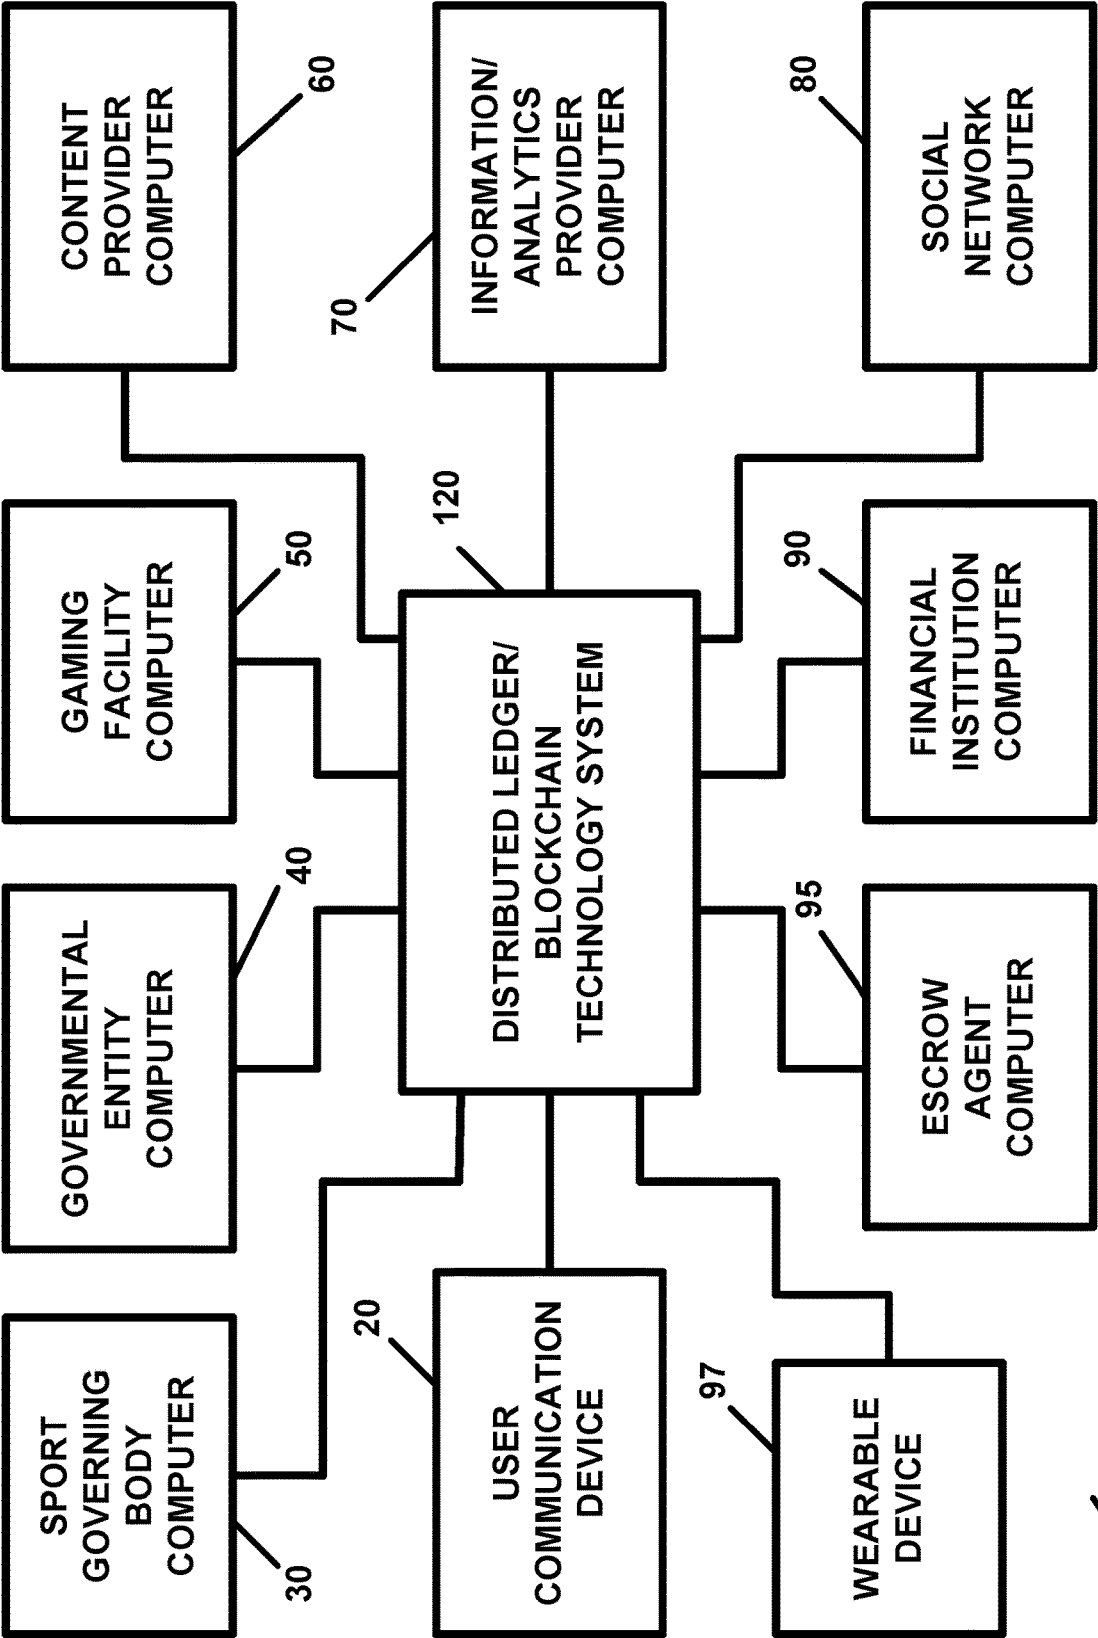 SPORT
GOVERNING
BODY
COMPUTER
30
GOVERNMENTAL
ENTITY
COMPUTER
40
GAMING
FACILITY
COMPUTER
50
CONTENT
PROVIDER
COMPUTER
60
USER
COMMUNICATION
DEVICE
20
DISTRIBUTED LEDGER/
BLOCKCHAIN
TECHNOLOGY SYSTEM
120
INFORMATION/
ANALYTICS
PROVIDER
COMPUTER
70
WEARABLE
DEVICE
97
ESCROW
AGENT
COMPUTER
95
FINANCIAL
INSTITUTION
COMPUTER
90
SOCIAL
NETWORK
COMPUTER
80